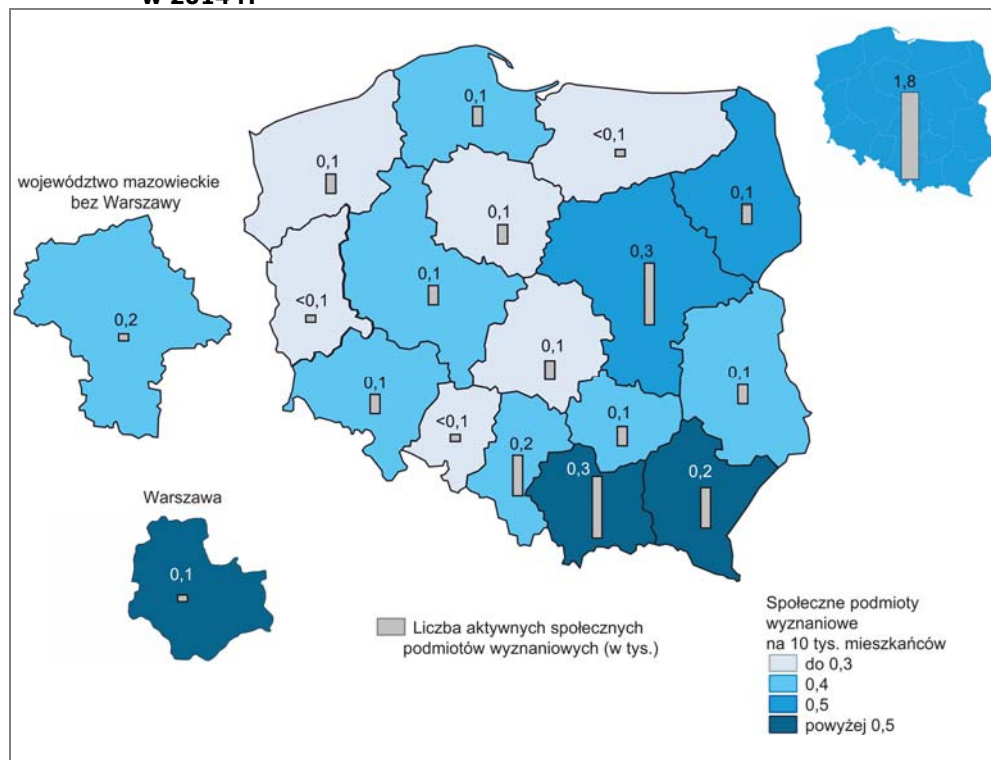 w 2014 r.
1,8
0,1
<0,1
0,1
0,1
województwo mazowieckie
bez Warszawy
0,1
0,3
0,1
<0,1
0,2
0,1
0,1
0,1
0,1
<0,1
0,2
0,3
0,2
Warszawa
0,1
Liczba aktywnych społecznych
podmiotów wyznaniowych (w tys.)
Społeczne podmioty
wyznaniowe
na 10 tys. mieszkańców
do 0,3
0,4
0,5
powyżej 0,5